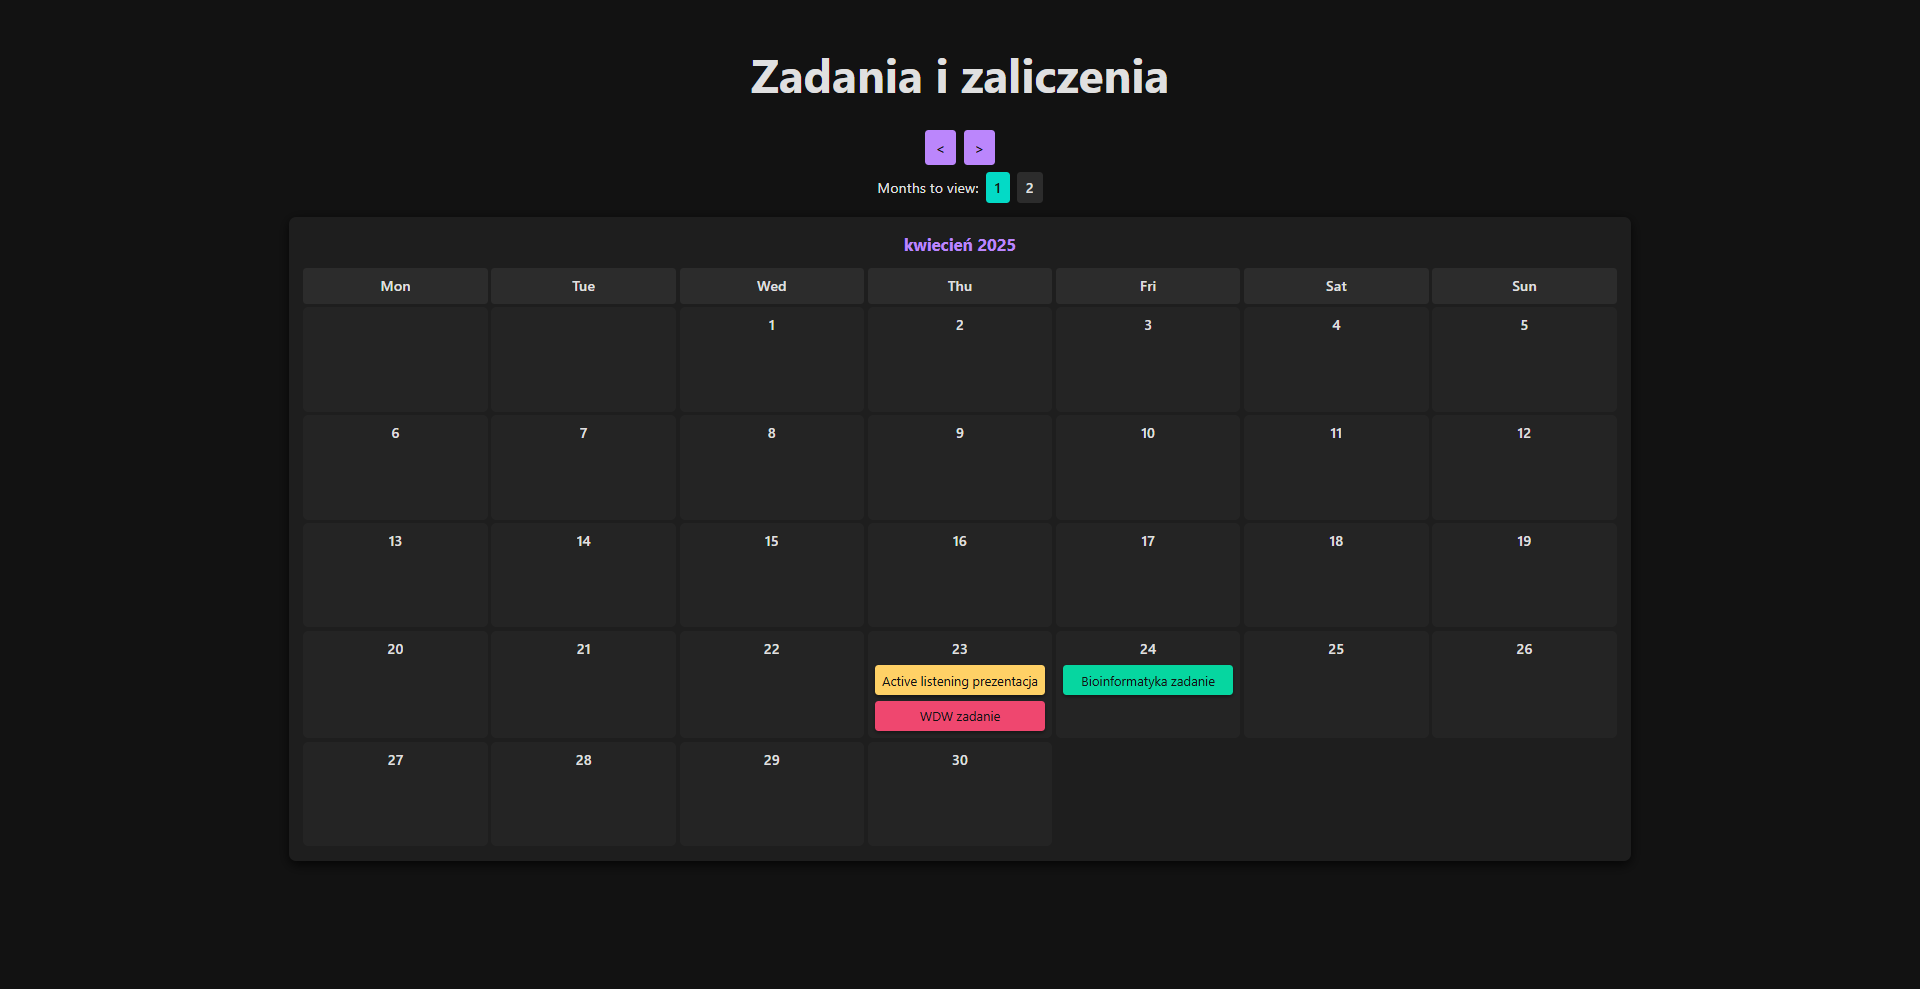 Zadania i zaliczenia
< >
Months to view: 1 2
kwiecień 2025
Mon Tue Wed Thu Fri Sat Sun
1 2 3 4 5
6 7 8 9 10 11 12
13 14 15 16 17 18 19
20 21 22 23 24 25 26
Active listening prezentacja Bioinformatyka zadanie
WDW zadanie
27 28 29 30